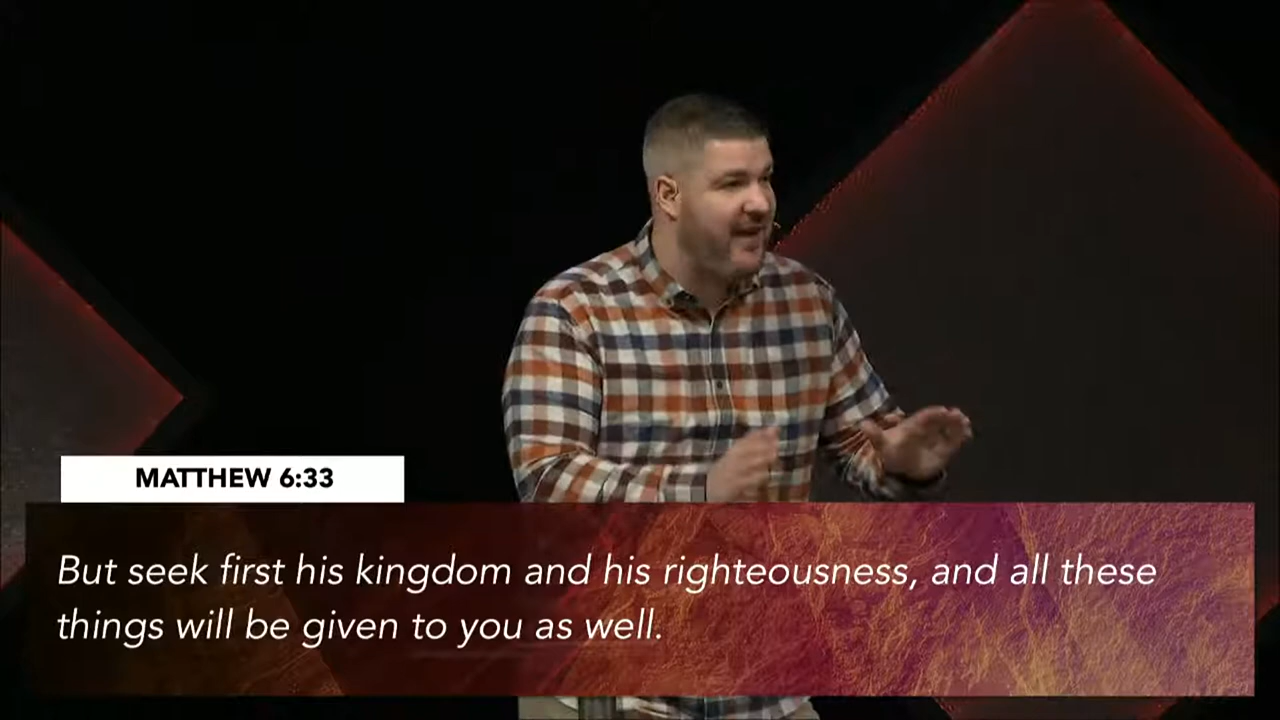 MATTHEW 6:33
But seek first his kingdom and his righteousness, and all these
things will be given to you as well.